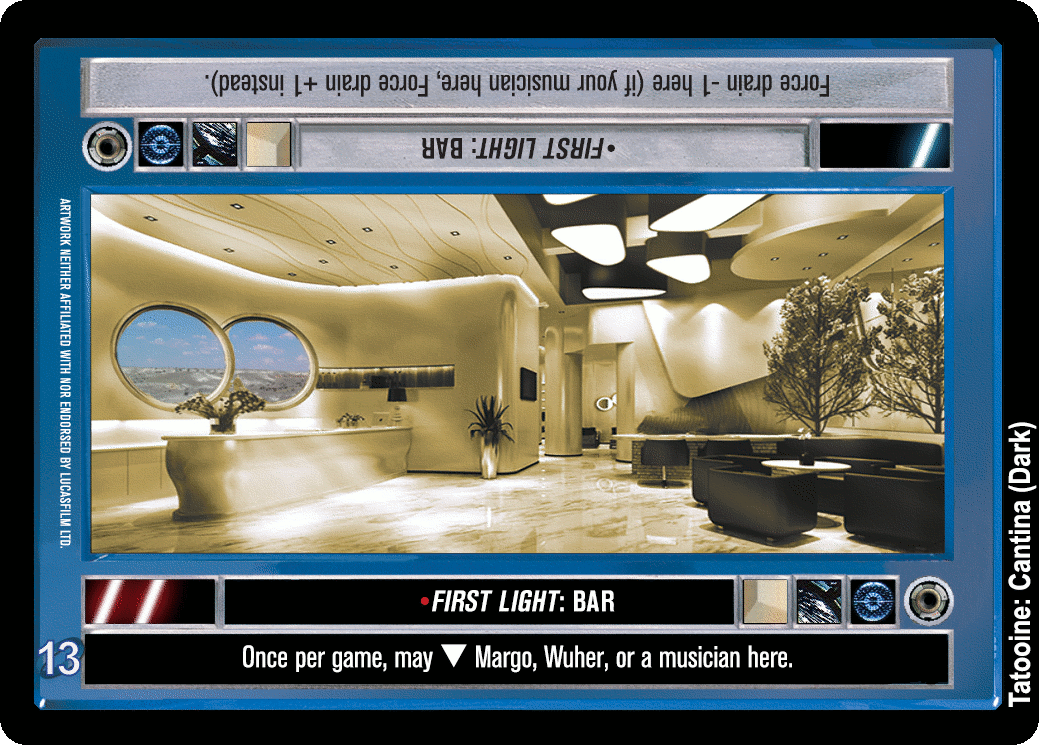 Force drain -1 here (if your musician here, Force drain +1 instead).
•FIRST LIGHT: BAR
ARTWORK NEITHER AFFILIATED WITH NOR ENDORSED BY LUCASFILM LTD.
•FIRST LIGHT: BAR
13
Once per game, may ▼ Margo, Wuher, or a musician here.
Tatooine: Cantina (Dark)